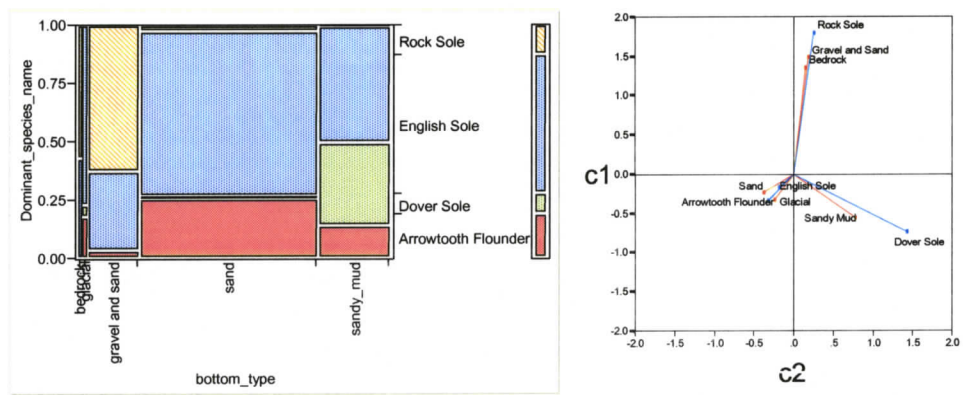 Dominant_species_name
1.00
0.75
0.50
0.25
0.00
Rock Sole
English Sole
Dover Sole
Arrowtooth Flounder
bedrock
glacial
gravel and sand
sand
sandy_mud
bottom_type
c1
2.0
1.5
1.0
0.5
0.0
-0.5
-1.0
-1.5
-2.0
Rock Sole
Gravel and Sand
Bedrock
Sand
English Sole
Arrowtooth Flounder
Glacial
Sandy Mud
Dover Sole
-2.0 -1.5 -1.0 -0.5 .0 .5 1.0 1.5 2.0
c2